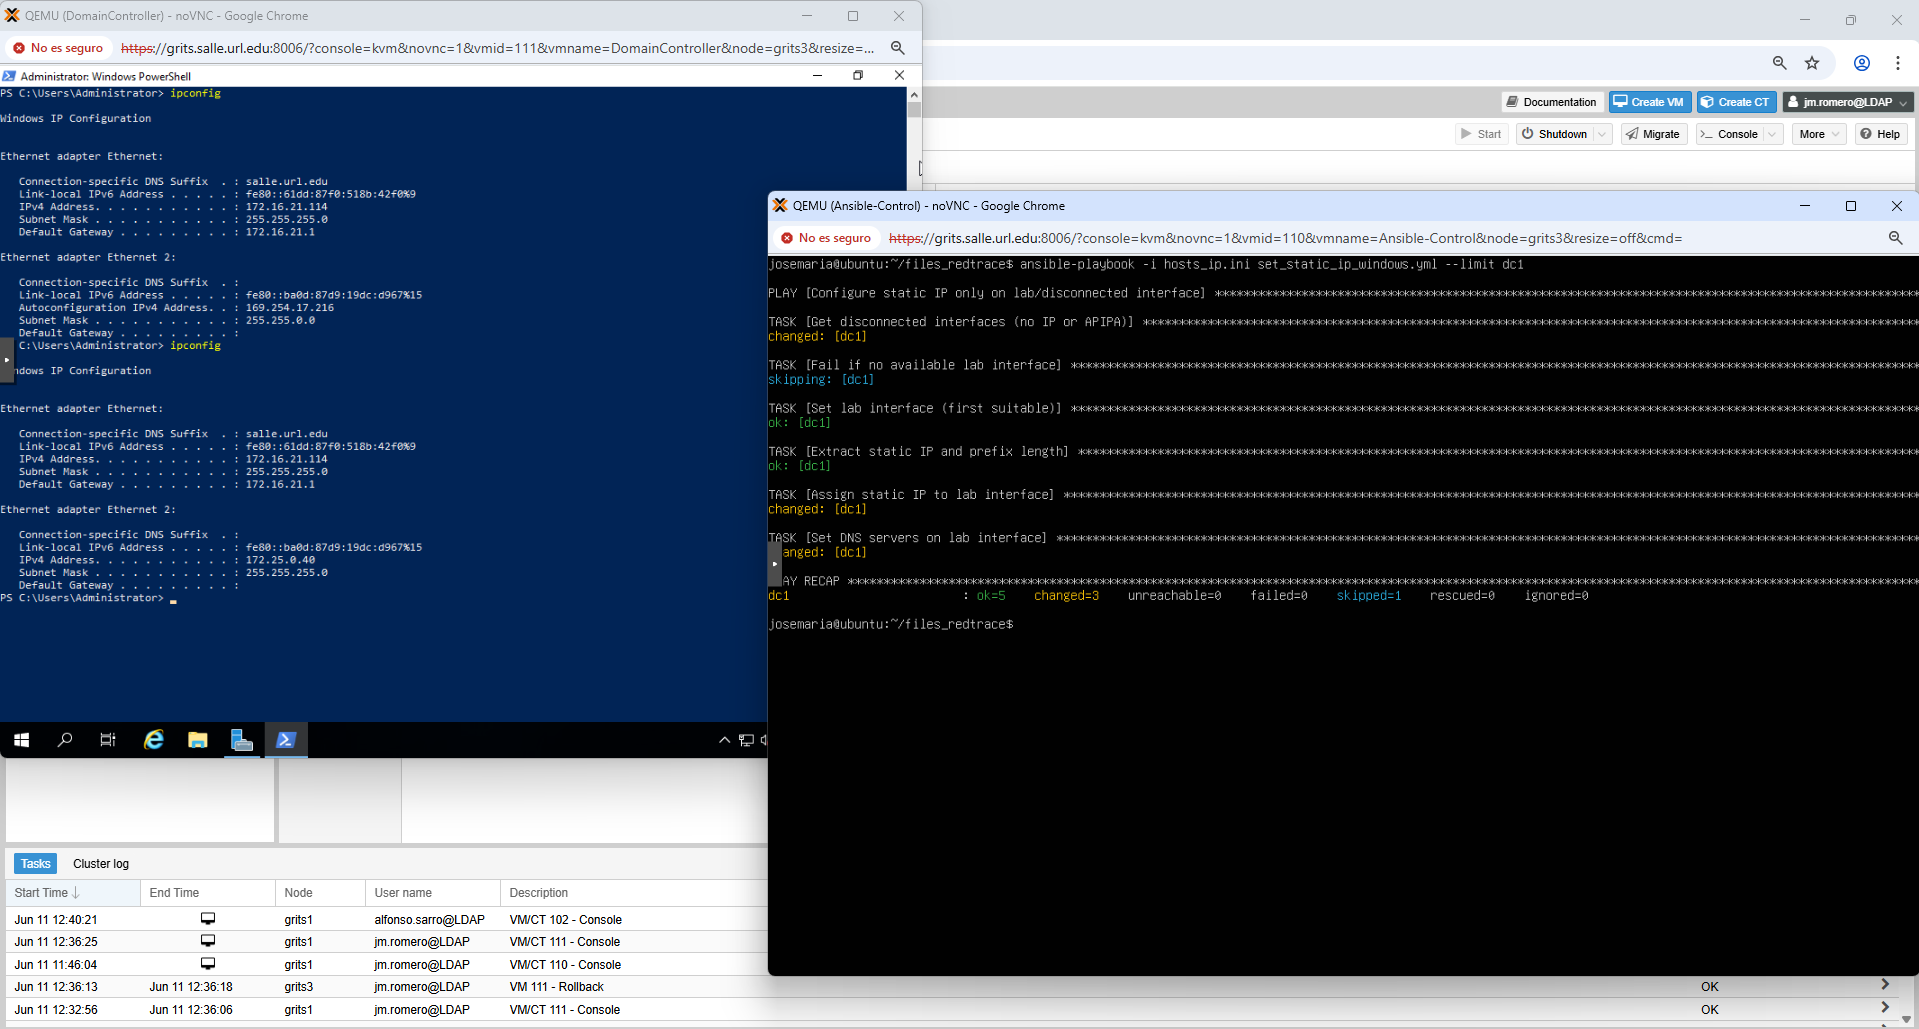 QEMU (DomainController) - noVNC - Google Chrome
No es seguro https://grits.salle.url.edu:8006/?console=kvm&novnc=1&vmid=111&vmname=DomainController&node=grits3&resize=...
Administrator: Windows PowerShell
PS C:\Users\Administrator> ipconfig
Windows IP Configuration
Ethernet adapter Ethernet:
Connection-specific DNS Suffix . : salle.url.edu
Link-local IPv6 Address . . . . . : fe80::61dd:87f0:518b:42f0%9
IPv4 Address. . . . . . . . . . . : 172.16.21.114
Subnet Mask . . . . . . . . . . . : 255.255.255.0
Default Gateway . . . . . . . . . : 172.16.21.1
Ethernet adapter Ethernet 2:
Connection-specific DNS Suffix . :
Link-local IPv6 Address . . . . . : fe80::ba0d:87d9:19dc:d967%15
Autoconfiguration IPv4 Address. . : 169.254.17.216
Subnet Mask . . . . . . . . . . . : 255.255.0.0
Default Gateway . . . . . . . . . :
C:\Users\Administrator> ipconfig
ndows IP Configuration
Ethernet adapter Ethernet:
Connection-specific DNS Suffix . : salle.url.edu
Link-local IPv6 Address . . . . . : fe80::61dd:87f0:518b:42f0%9
IPv4 Address. . . . . . . . . . . : 172.16.21.114
Subnet Mask . . . . . . . . . . . : 255.255.255.0
Default Gateway . . . . . . . . . : 172.16.21.1
Ethernet adapter Ethernet 2:
Connection-specific DNS Suffix . :
Link-local IPv6 Address . . . . . : fe80::ba0d:87d9:19dc:d967%15
IPv4 Address. . . . . . . . . . . : 172.25.0.40
Subnet Mask . . . . . . . . . . . : 255.255.255.0
Default Gateway . . . . . . . . . :
PS C:\Users\Administrator> _
Documentation Create VM Create CT jm.romero@LDAP
Start Shutdown Migrate Console More Help
QEMU (Ansible-Control) - noVNC - Google Chrome
No es seguro https://grits.salle.url.edu:8006/?console=kvm&novnc=1&vmid=110&vmname=Ansible-Control&node=grits3&resize=off&cmd=
josemaria@ubuntu:~/files_redtrace$ ansible-playbook -i hosts_ip.ini set_static_ip_windows.yml --limit dc1
PLAY [Configure static IP only on lab/disconnected interface] ****
TASK [Get disconnected interfaces (no IP or APIPA)] ****
changed: [dc1]
TASK [Fail if no available lab interface] ****
skipping: [dc1]
TASK [Set lab interface (first suitable)] ****
ok: [dc1]
TASK [Extract static IP and prefix length] ****
ok: [dc1]
TASK [Assign static IP to lab interface] ****
changed: [dc1]
TASK [Set DNS servers on lab interface] ****
anged: [dc1]
AY RECAP ****
dc1 : ok=5 changed=3 unreachable=0 failed=0 skipped=1 rescued=0 ignored=0
josemaria@ubuntu:~/files_redtrace$
Tasks Cluster log
Start Time End Time Node User name Description
Jun 11 12:40:21 grits1 alfonso.sarro@LDAP VM/CT 102 - Console
Jun 11 12:36:25 grits1 jm.romero@LDAP VM/CT 111 - Console
Jun 11 11:46:04 grits1 jm.romero@LDAP VM/CT 110 - Console
Jun 11 12:36:13 Jun 11 12:36:18 grits3 jm.romero@LDAP VM 111 - Rollback OK
Jun 11 12:32:56 Jun 11 12:36:06 grits1 jm.romero@LDAP VM/CT 111 - Console OK